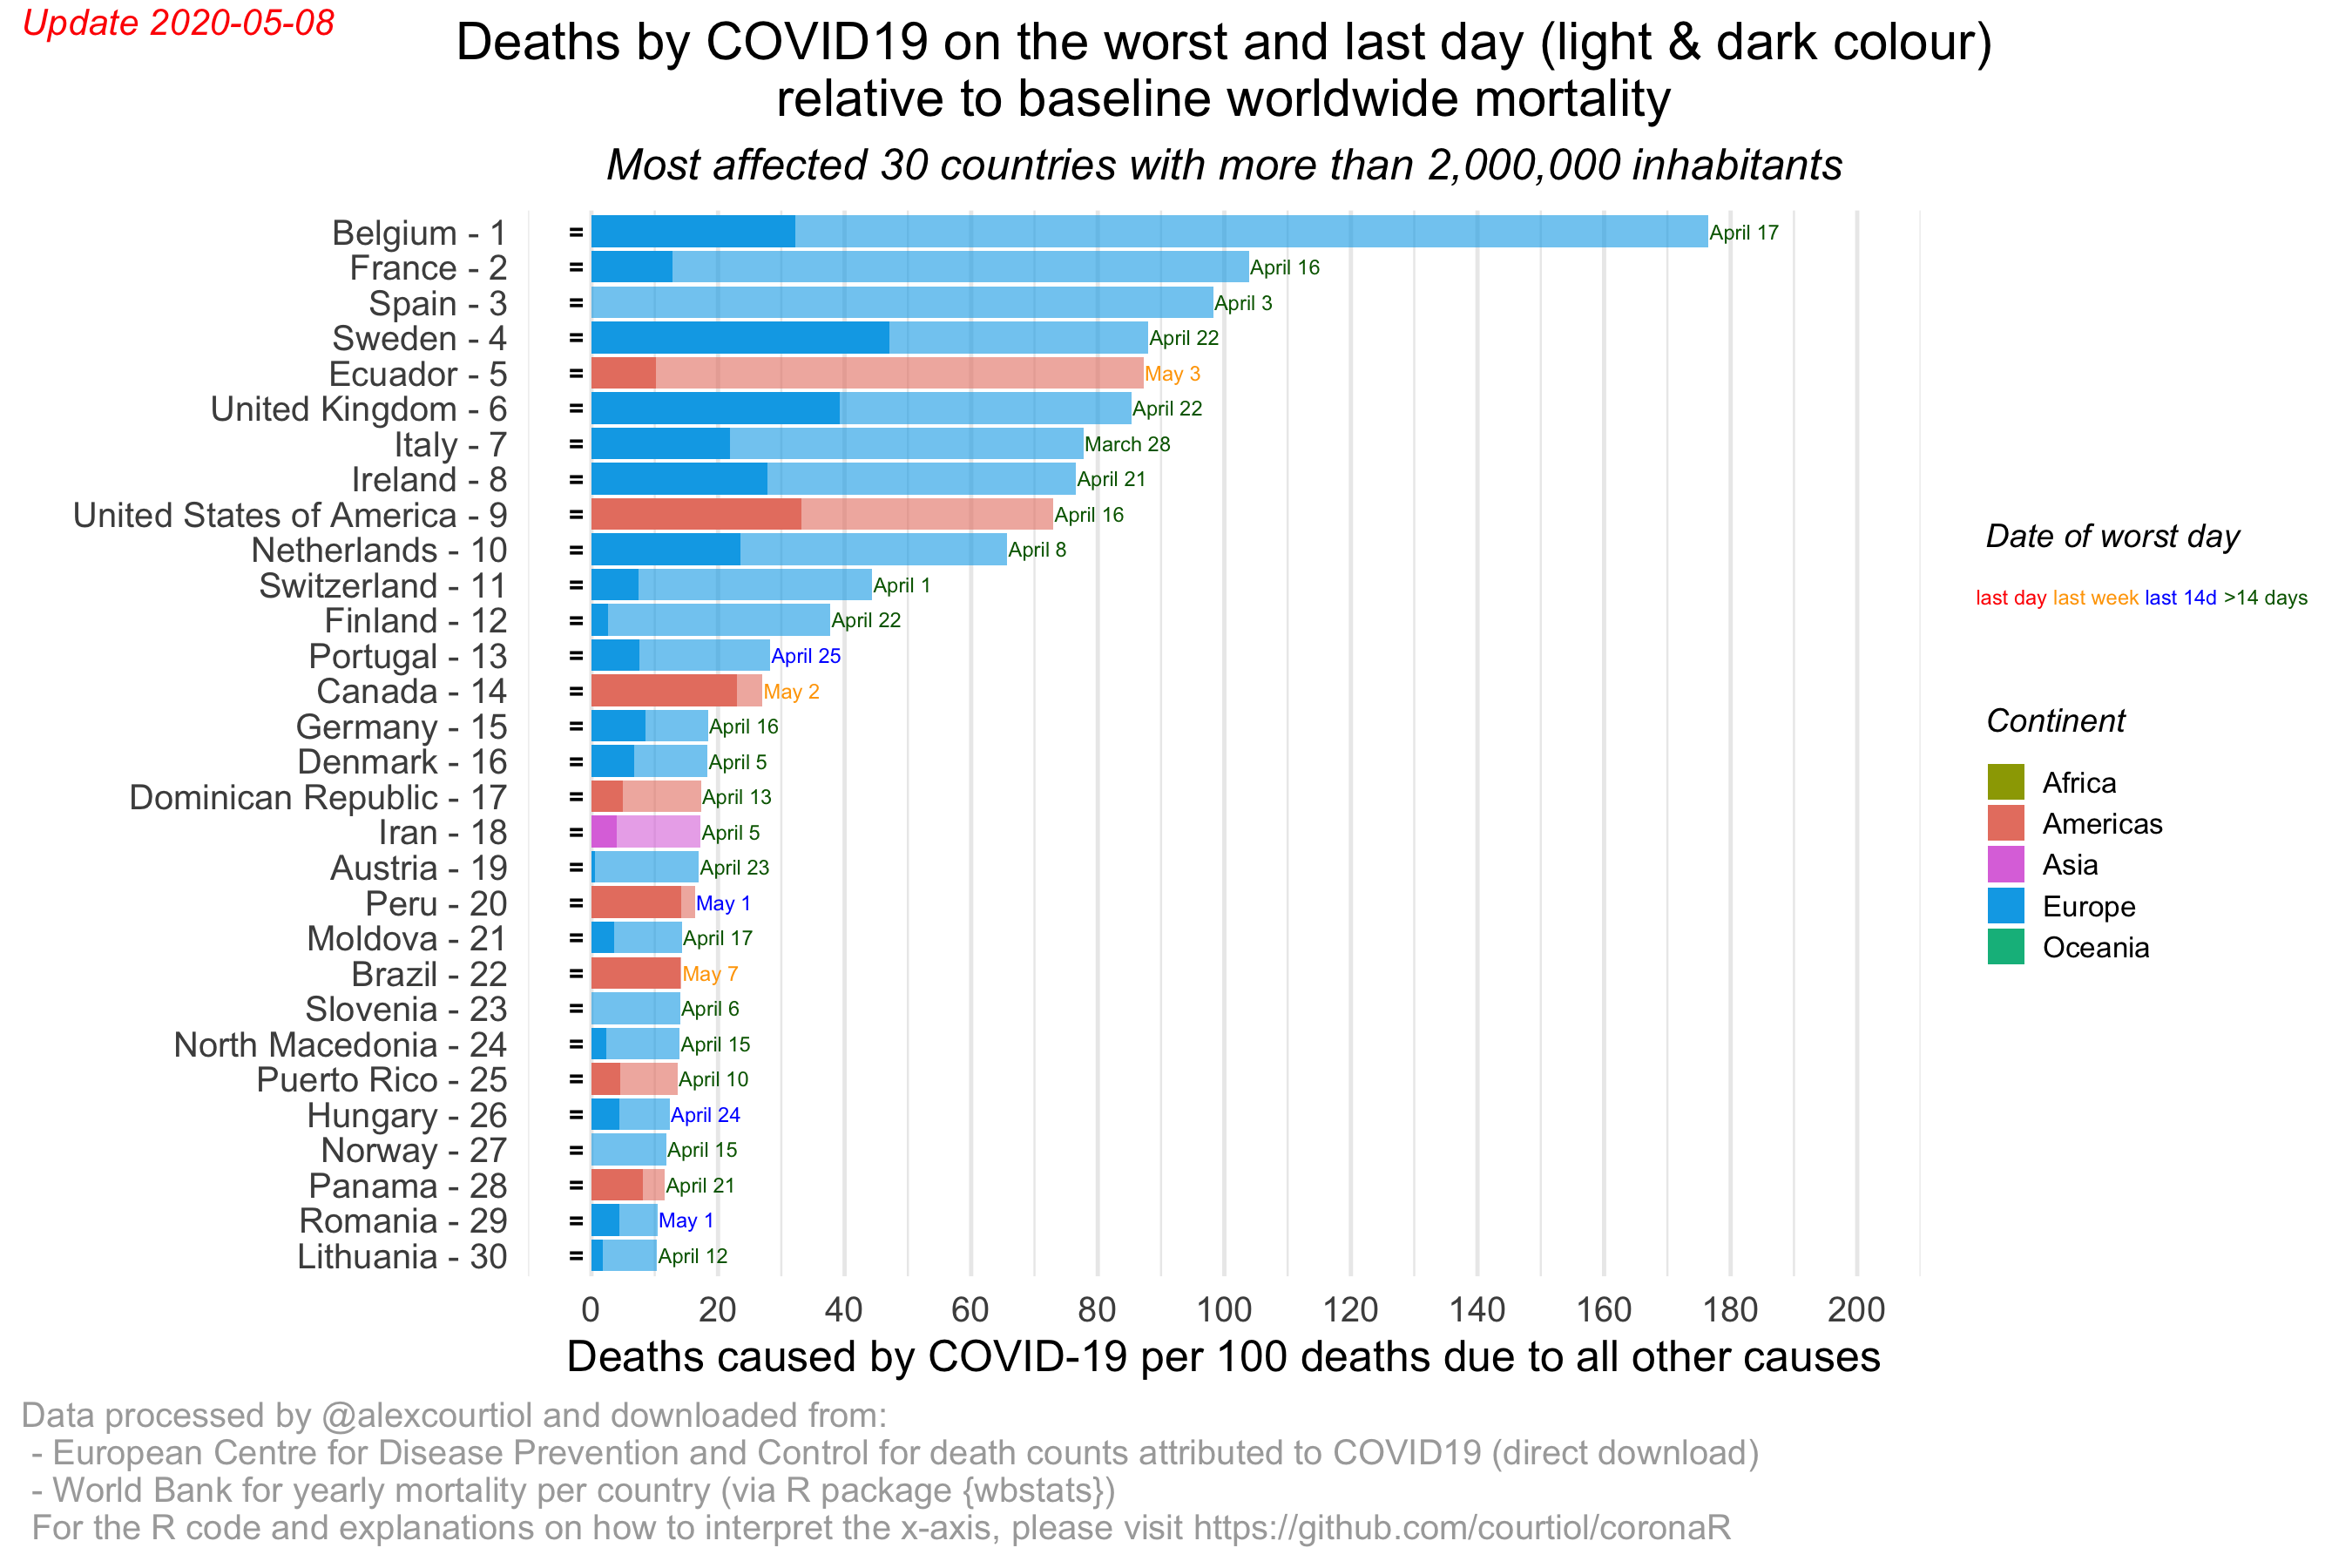 Update 2020-05-08
Deaths by COVID19 on the worst and last day (light & dark colour)
relative to baseline worldwide mortality
Most affected 30 countries with more than 2,000,000 inhabitants
Belgium - 1 = April 17
France - 2 = April 16
Spain - 3 = April 3
Sweden - 4 = April 22
Ecuador - 5 = May 3
United Kingdom - 6 = April 22
Italy - 7 = March 28
Ireland - 8 = April 21
United States of America - 9 = April 16
Netherlands - 10 = April 8
Switzerland - 11 = April 1
Finland - 12 = April 22
Portugal - 13 = April 25
Canada - 14 = May 2
Germany - 15 = April 16
Denmark - 16 = April 5
Dominican Republic - 17 = April 13
Iran - 18 = April 5
Austria - 19 = April 23
Peru - 20 = May 1
Moldova - 21 = April 17
Brazil - 22 = May 7
Slovenia - 23 = April 6
North Macedonia - 24 = April 15
Puerto Rico - 25 = April 10
Hungary - 26 = April 24
Norway - 27 = April 15
Panama - 28 = April 21
Romania - 29 = May 1
Lithuania - 30 = April 12
0 20 40 60 80 100 120 140 160 180 200
Deaths caused by COVID-19 per 100 deaths due to all other causes
Date of worst day
last day last week last 14d >14 days
Continent
Africa
Americas
Asia
Europe
Oceania
Data processed by @alexcourtiol and downloaded from:
- European Centre for Disease Prevention and Control for death counts attributed to COVID19 (direct download)
- World Bank for yearly mortality per country (via R package {wbstats})
For the R code and explanations on how to interpret the x-axis, please visit https://github.com/courtiol/coronaR